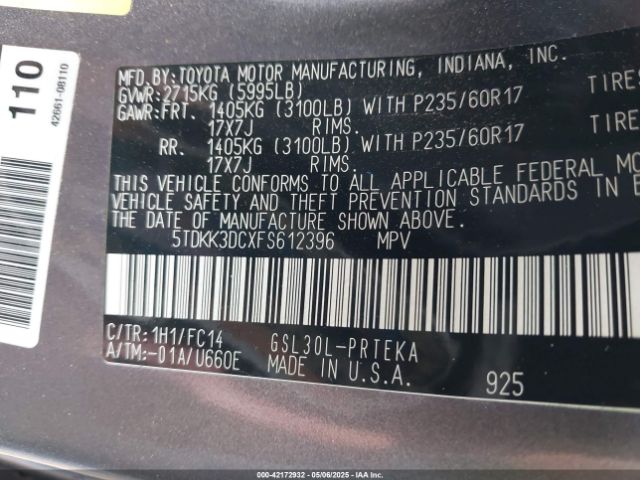 110
42661-08110
MFD.BY:TOYOTA MOTOR MANUFACTURING, INDIANA, INC.
GVWR:2715KG (5995LB)
GAWR:FRT. 1405KG (3100LB) WITH P235/60R17 TIRES
17X7J RIMS.
RR. 1405KG (3100LB) WITH P235/60R17 TIRE
17X7J RIMS.
THIS VEHICLE CONFORMS TO ALL APPLICABLE FEDERAL MO
VEHICLE SAFETY AND THEFT PREVENTION STANDARDS IN E
THE DATE OF MANUFACTURE SHOWN ABOVE.
5TDKK3DCXFS612396 MPV
C/TR:1H1/FC14 GSL30L-PRTEKA
A/TM:-01A/U660E MADE IN U.S.A. 925
000-42172932 - 05/06/2025 - IAAI.COM